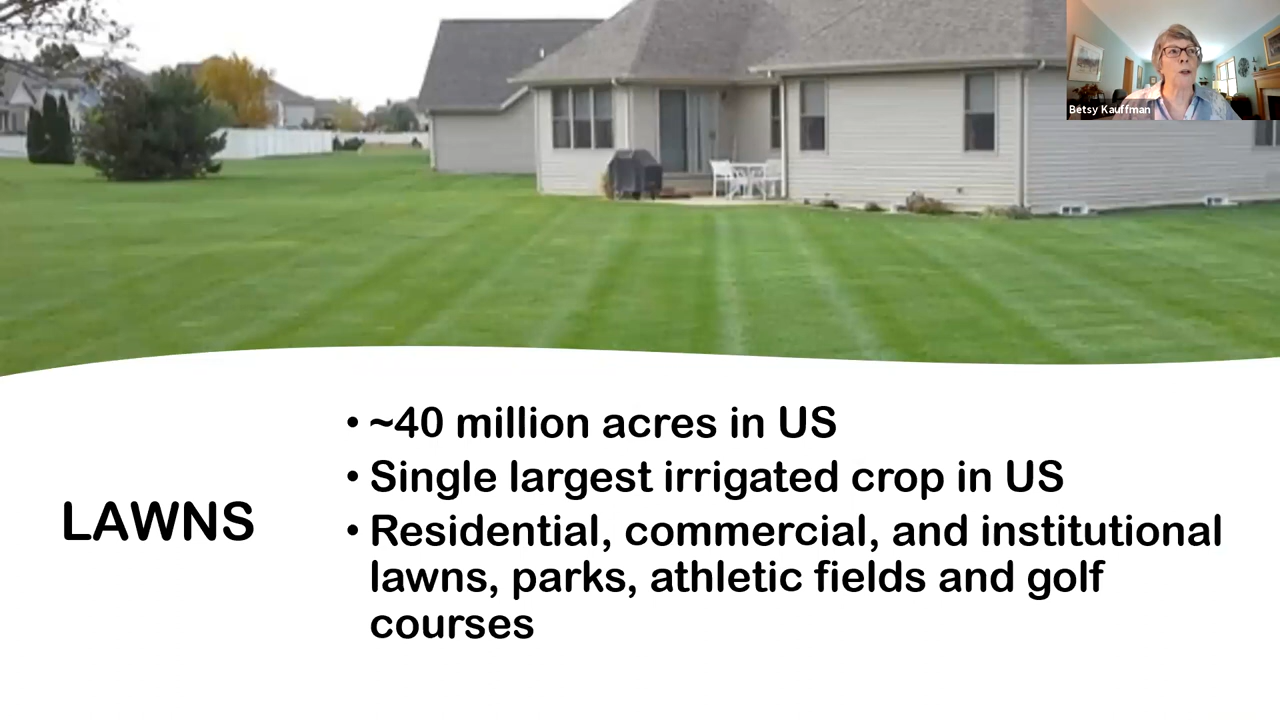 Betsy Kauffman
LAWNS
• ~40 million acres in US
• Single largest irrigated crop in US
• Residential, commercial, and institutional
lawns, parks, athletic fields and golf
courses